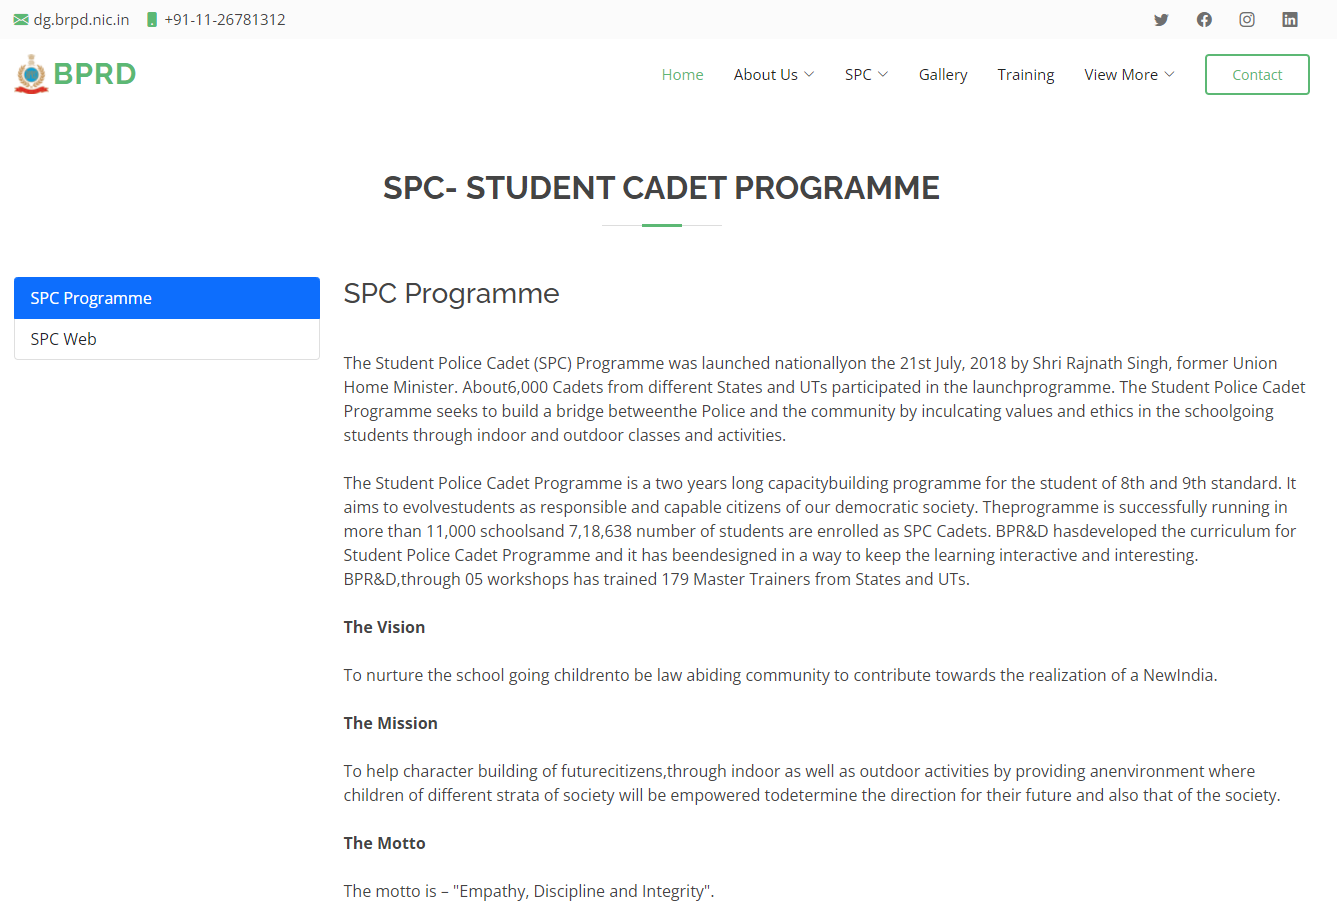 dg.brpd.nic.in +91-11-26781312
BPRD Home About Us SPC Gallery Training View More Contact
SPC- STUDENT CADET PROGRAMME
SPC Programme
SPC Web
SPC Programme
The Student Police Cadet (SPC) Programme was launched nationallyon the 21st July, 2018 by Shri Rajnath Singh, former Union
Home Minister. About6,000 Cadets from different States and UTs participated in the launchprogramme. The Student Police Cadet
Programme seeks to build a bridge betweenthe Police and the community by inculcating values and ethics in the schoolgoing
students through indoor and outdoor classes and activities.
The Student Police Cadet Programme is a two years long capacitybuilding programme for the student of 8th and 9th standard. It
aims to evolvestudents as responsible and capable citizens of our democratic society. Theprogramme is successfully running in
more than 11,000 schoolsand 7,18,638 number of students are enrolled as SPC Cadets. BPR&D hasdeveloped the curriculum for
Student Police Cadet Programme and it has beendesigned in a way to keep the learning interactive and interesting.
BPR&D,through 05 workshops has trained 179 Master Trainers from States and UTs.
The Vision
To nurture the school going childrento be law abiding community to contribute towards the realization of a NewIndia.
The Mission
To help character building of futurecitizens,through indoor as well as outdoor activities by providing anenvironment where
children of different strata of society will be empowered todetermine the direction for their future and also that of the society.
The Motto
The motto is – "Empathy, Discipline and Integrity".